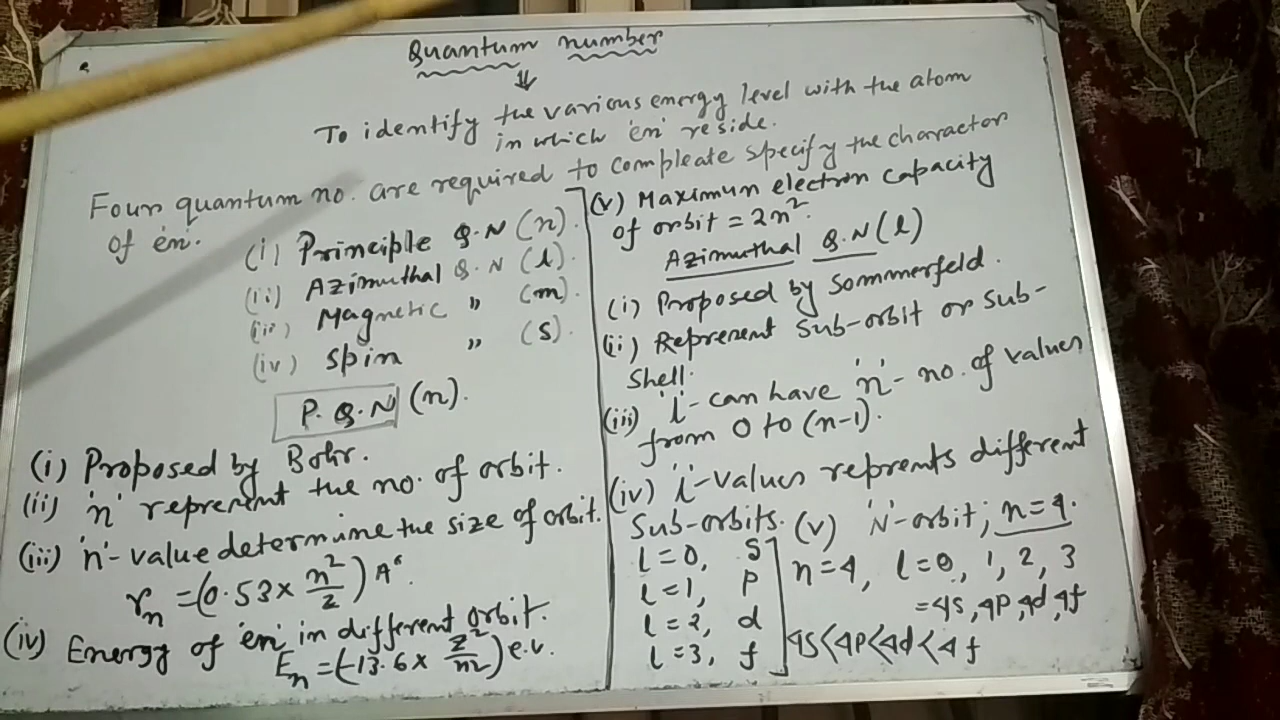 Quantum number
⇓
To identify the various energy level with the atom
in which 'en' reside.
Four quantum no. are required to compleate specify the charactor
of en.
(i) Principle Q.N (n).
(ii) Azimuthal Q.N (l).
(iii) Magnetic " (m).
(iv) Spin " (s).
P.Q.N (n).
(i) Proposed by Bohr.
(ii) 'n' reprerent the no. of orbit.
(iii) 'n'-value determine the size of orbit.
rn = (0.53 × n²/z) A°
(iv) Energy of 'en' in different orbit.
En = (-13.6 × z²/n²) e.v.
(v) Maximum electron capacity
of orbit = 2n².
Azimuthal Q.N (l)
(i) Proposed by Sommerfeld.
(ii) Reprerent Sub-orbit or Sub-
Shell.
(iii) 'l'-can have 'n'-no. of values
from 0 to (n-1).
(iv) 'l'-values reprents different
Sub-orbits.
l=0, S
l=1, p
l=2, d
l=3, f
(v) 'N'-orbit; n=4.
n=4, l=0, 1, 2, 3
=4s, 4p, 4d, 4f
4s<4p<4d<4f